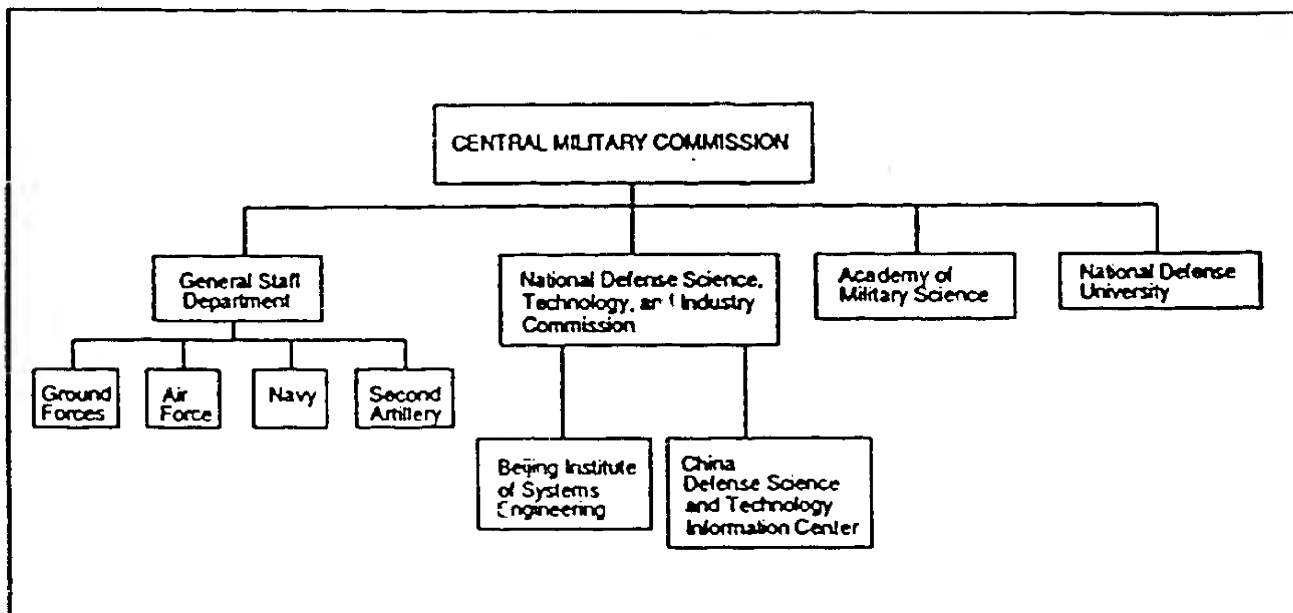 CENTRAL MILITARY COMMISSION
General Staff
Department
National Defense Science,
Technology, and Industry
Commission
Academy of
Military Science
National Defense
University
Ground
Forces
Air
Force
Navy
Second
Artillery
Beijing Institute
of Systems
Engineering
China
Defense Science
and Technology
Information Center